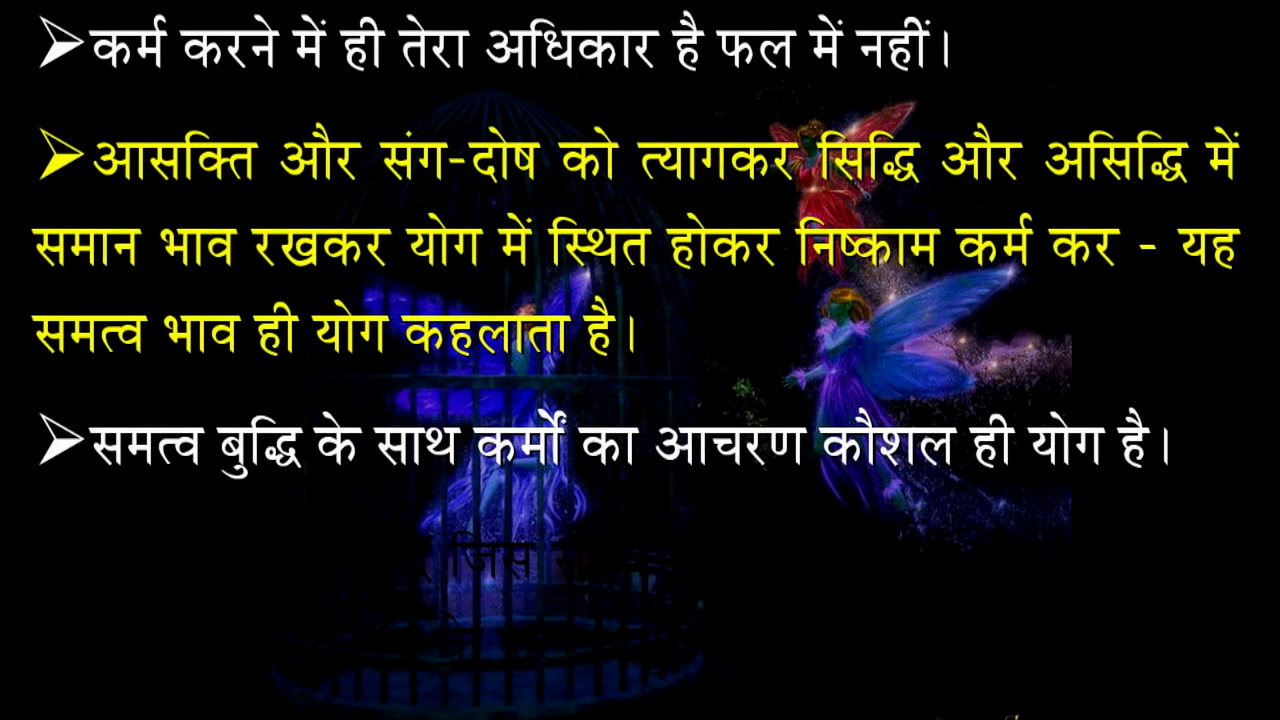 ➢कर्म करने में ही तेरा अधिकार है फल में नहीं।
➢आसक्ति और संग-दोष को त्यागकर सिद्धि और असिद्धि में
समान भाव रखकर योग में स्थित होकर निष्काम कर्म कर - यह
समत्व भाव ही योग कहलाता है।
➢समत्व बुद्धि के साथ कर्मों का आचरण कौशल ही योग है।
जिस